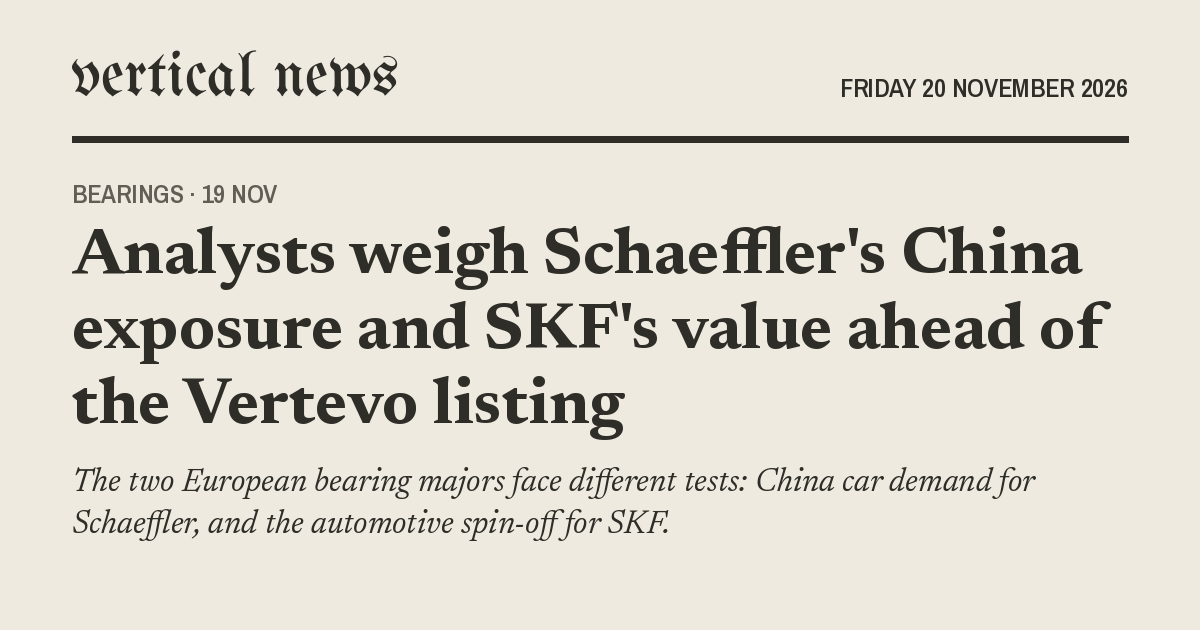 vertical news
FRIDAY 20 NOVEMBER 2026
BEARINGS · 19 NOV
Analysts weigh Schaeffler's China
exposure and SKF's value ahead of
the Vertevo listing
The two European bearing majors face different tests: China car demand for
Schaeffler, and the automotive spin-off for SKF.